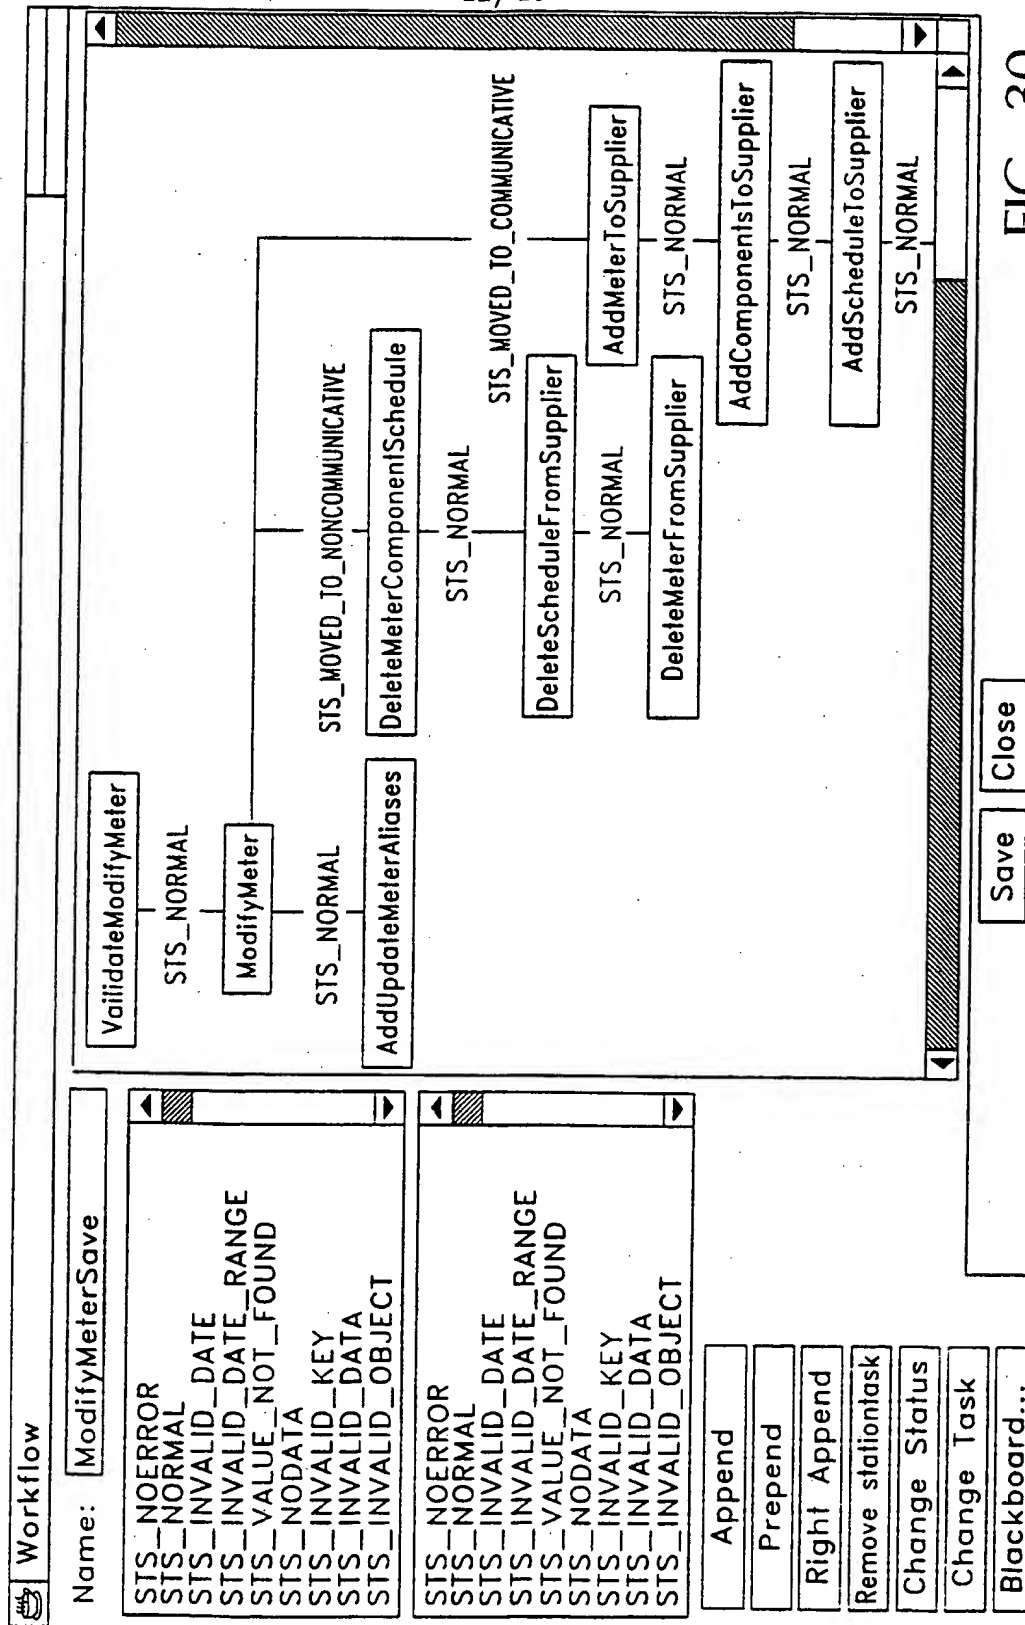 Workflow
Name: ModifyMeterSave
STS_NOERROR
STS_NORMAL
STS_INVALID_DATE
STS_INVALID_DATE_RANGE
STS_VALUE_NOT_FOUND
STS_NODATA
STS_INVALID_KEY
STS_INVALID_DATA
STS_INVALID_OBJECT
STS_NOERROR
STS_NORMAL
STS_INVALID_DATE
STS_INVALID_DATE_RANGE
STS_VALUE_NOT_FOUND
STS_NODATA
STS_INVALID_KEY
STS_INVALID_DATA
STS_INVALID_OBJECT
Append
Prepend
Right Append
Remove stationtask
Change Status
Change Task
Blackboard...
VailidateModifyMeter
STS_NORMAL
ModifyMeter
STS_NORMAL
AddUpdateMeterAliases
STS_MOVED_TO_NONCOMMUNICATIVE
DeleteMeterComponentSchedule
STS_NORMAL
DeleteScheduleFromSupplier
STS_NORMAL
DeleteMeterFromSupplier
STS_MOVED_TO_COMMUNICATIVE
AddMeterToSupplier
STS_NORMAL
AddComponentsToSupplier
STS_NORMAL
AddScheduleToSupplier
STS_NORMAL
Save
Close